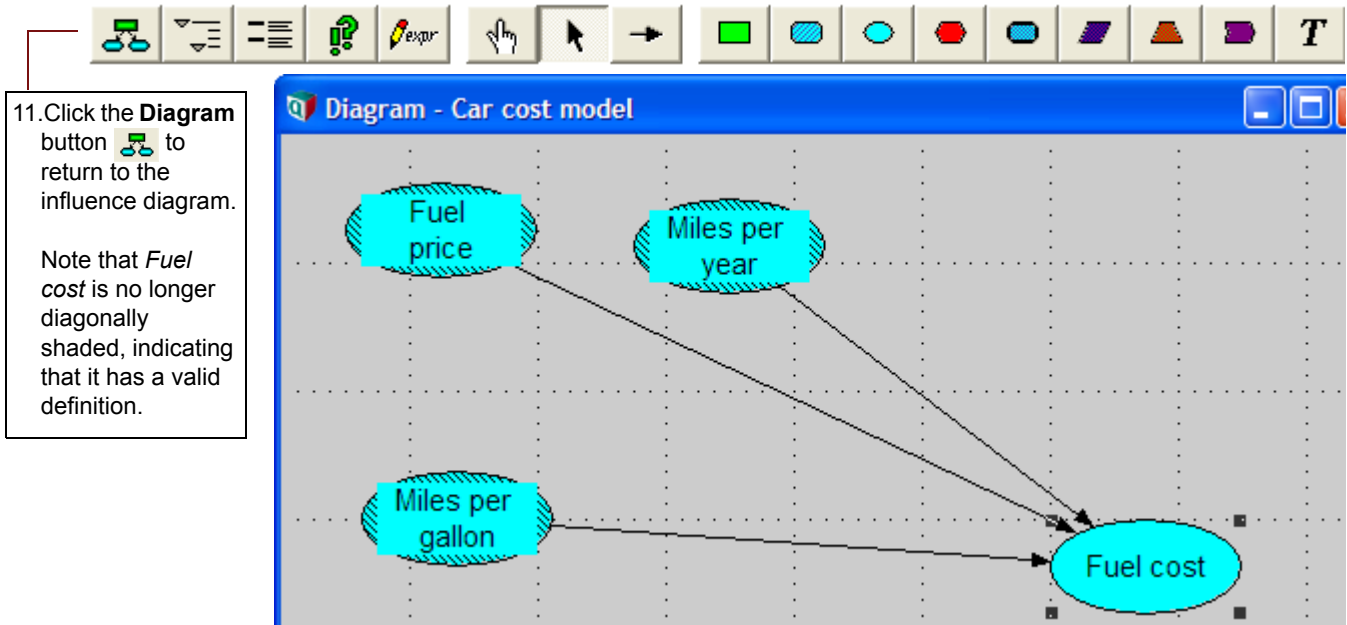 expr
T
11.Click the Diagram
button to
return to the
influence diagram.
Note that Fuel
cost is no longer
diagonally
shaded, indicating
that it has a valid
definition.
Diagram - Car cost model
Fuel
price
Miles per
year
Miles per
gallon
Fuel cost